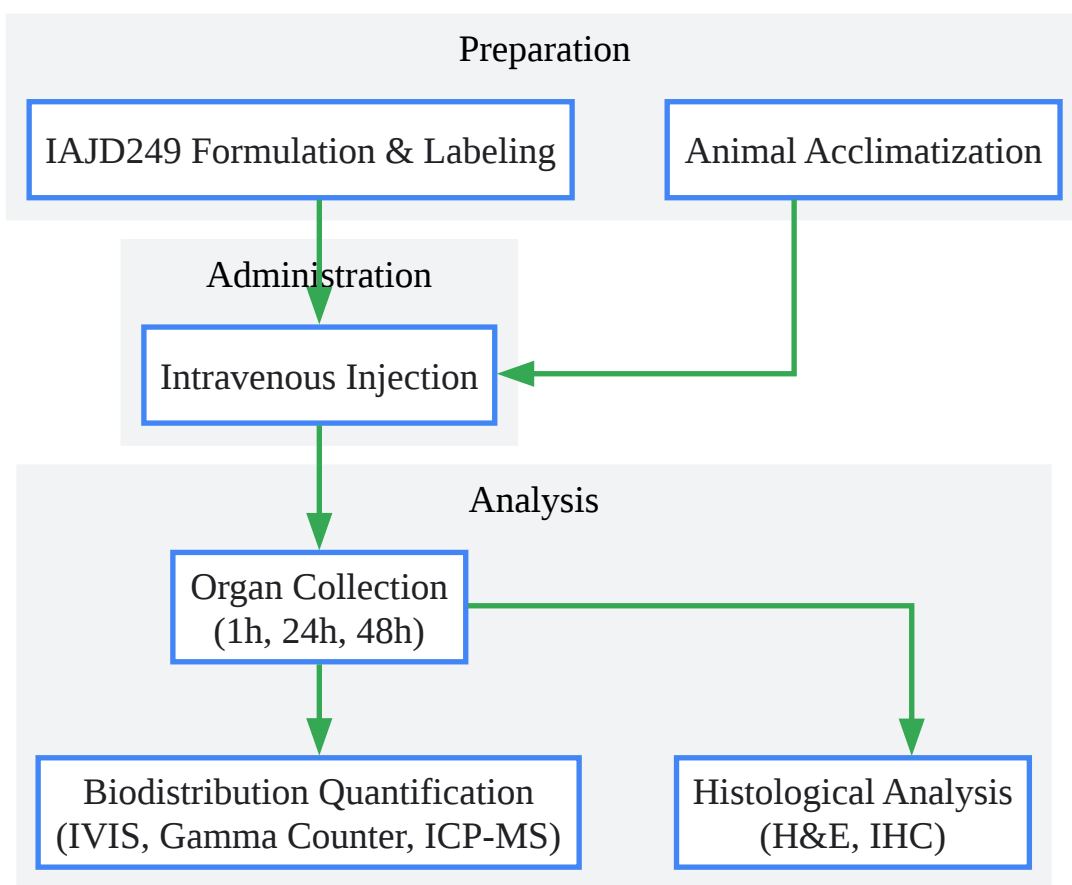 Preparation
IAJD249 Formulation & Labeling
Animal Acclimatization
Administration
Intravenous Injection
Analysis
Organ Collection
(1h, 24h, 48h)
Biodistribution Quantification
(IVIS, Gamma Counter, ICP-MS)
Histological Analysis
(H&E, IHC)